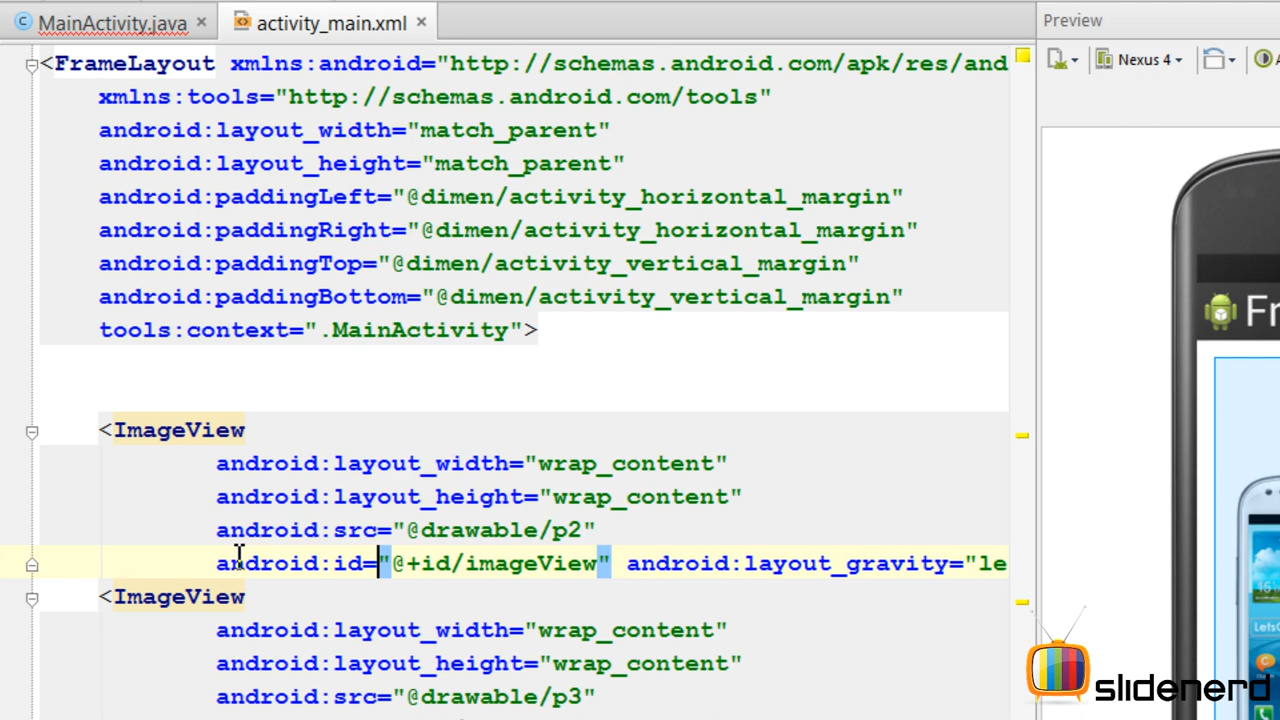 MainActivity.java
activity_main.xml
Preview
<FrameLayout xmlns:android="http://schemas.android.com/apk/res/and
xmlns:tools="http://schemas.android.com/tools"
android:layout_width="match_parent"
android:layout_height="match_parent"
android:paddingLeft="@dimen/activity_horizontal_margin"
android:paddingRight="@dimen/activity_horizontal_margin"
android:paddingTop="@dimen/activity_vertical_margin"
android:paddingBottom="@dimen/activity_vertical_margin"
tools:context=".MainActivity">
<ImageView
android:layout_width="wrap_content"
android:layout_height="wrap_content"
android:src="@drawable/p2"
android:id="@+id/imageView" android:layout_gravity="le
<ImageView
android:layout_width="wrap_content"
android:layout_height="wrap_content"
android:src="@drawable/p3"
Nexus 4
Fr
slidenerd